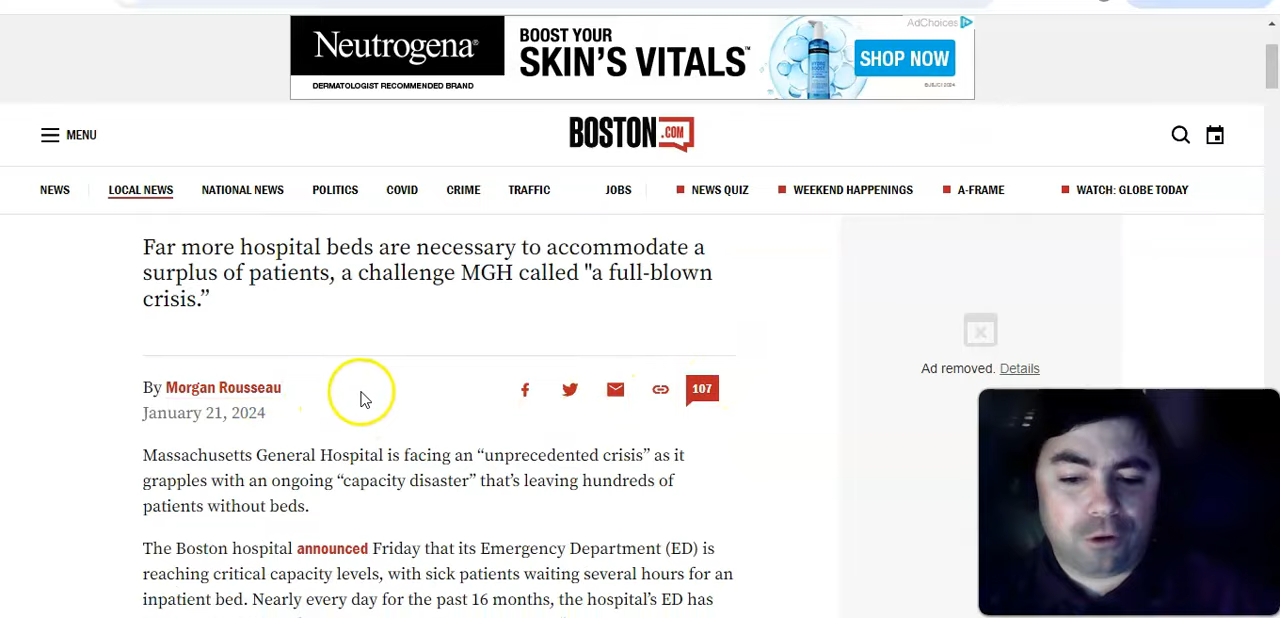 Neutrogena®
DERMATOLOGIST RECOMMENDED BRAND
BOOST YOUR
SKIN'S VITALS™
SHOP NOW
AdChoices
MENU
BOSTON.COM
NEWS
LOCAL NEWS
NATIONAL NEWS
POLITICS
COVID
CRIME
TRAFFIC
JOBS
NEWS QUIZ
WEEKEND HAPPENINGS
A-FRAME
WATCH: GLOBE TODAY
Far more hospital beds are necessary to accommodate a
surplus of patients, a challenge MGH called "a full-blown
crisis.”
By Morgan Rousseau
January 21, 2024
107
Massachusetts General Hospital is facing an “unprecedented crisis” as it
grapples with an ongoing “capacity disaster” that’s leaving hundreds of
patients without beds.
The Boston hospital announced Friday that its Emergency Department (ED) is
reaching critical capacity levels, with sick patients waiting several hours for an
inpatient bed. Nearly every day for the past 16 months, the hospital’s ED has
Ad removed. Details